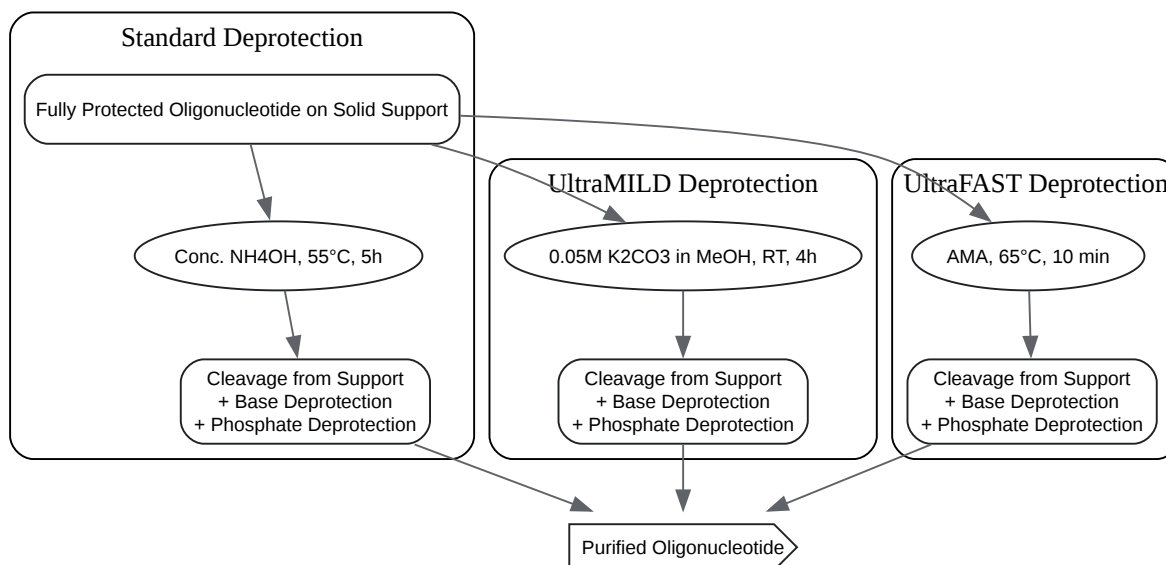 Standard Deprotection
Fully Protected Oligonucleotide on Solid Support
UltraMILD Deprotection
UltraFAST Deprotection
Conc. NH4OH, 55°C, 5h
0.05M K2CO3 in MeOH, RT, 4h
AMA, 65°C, 10 min
Cleavage from Support
+ Base Deprotection
+ Phosphate Deprotection
Cleavage from Support
+ Base Deprotection
+ Phosphate Deprotection
Cleavage from Support
+ Base Deprotection
+ Phosphate Deprotection
Purified Oligonucleotide